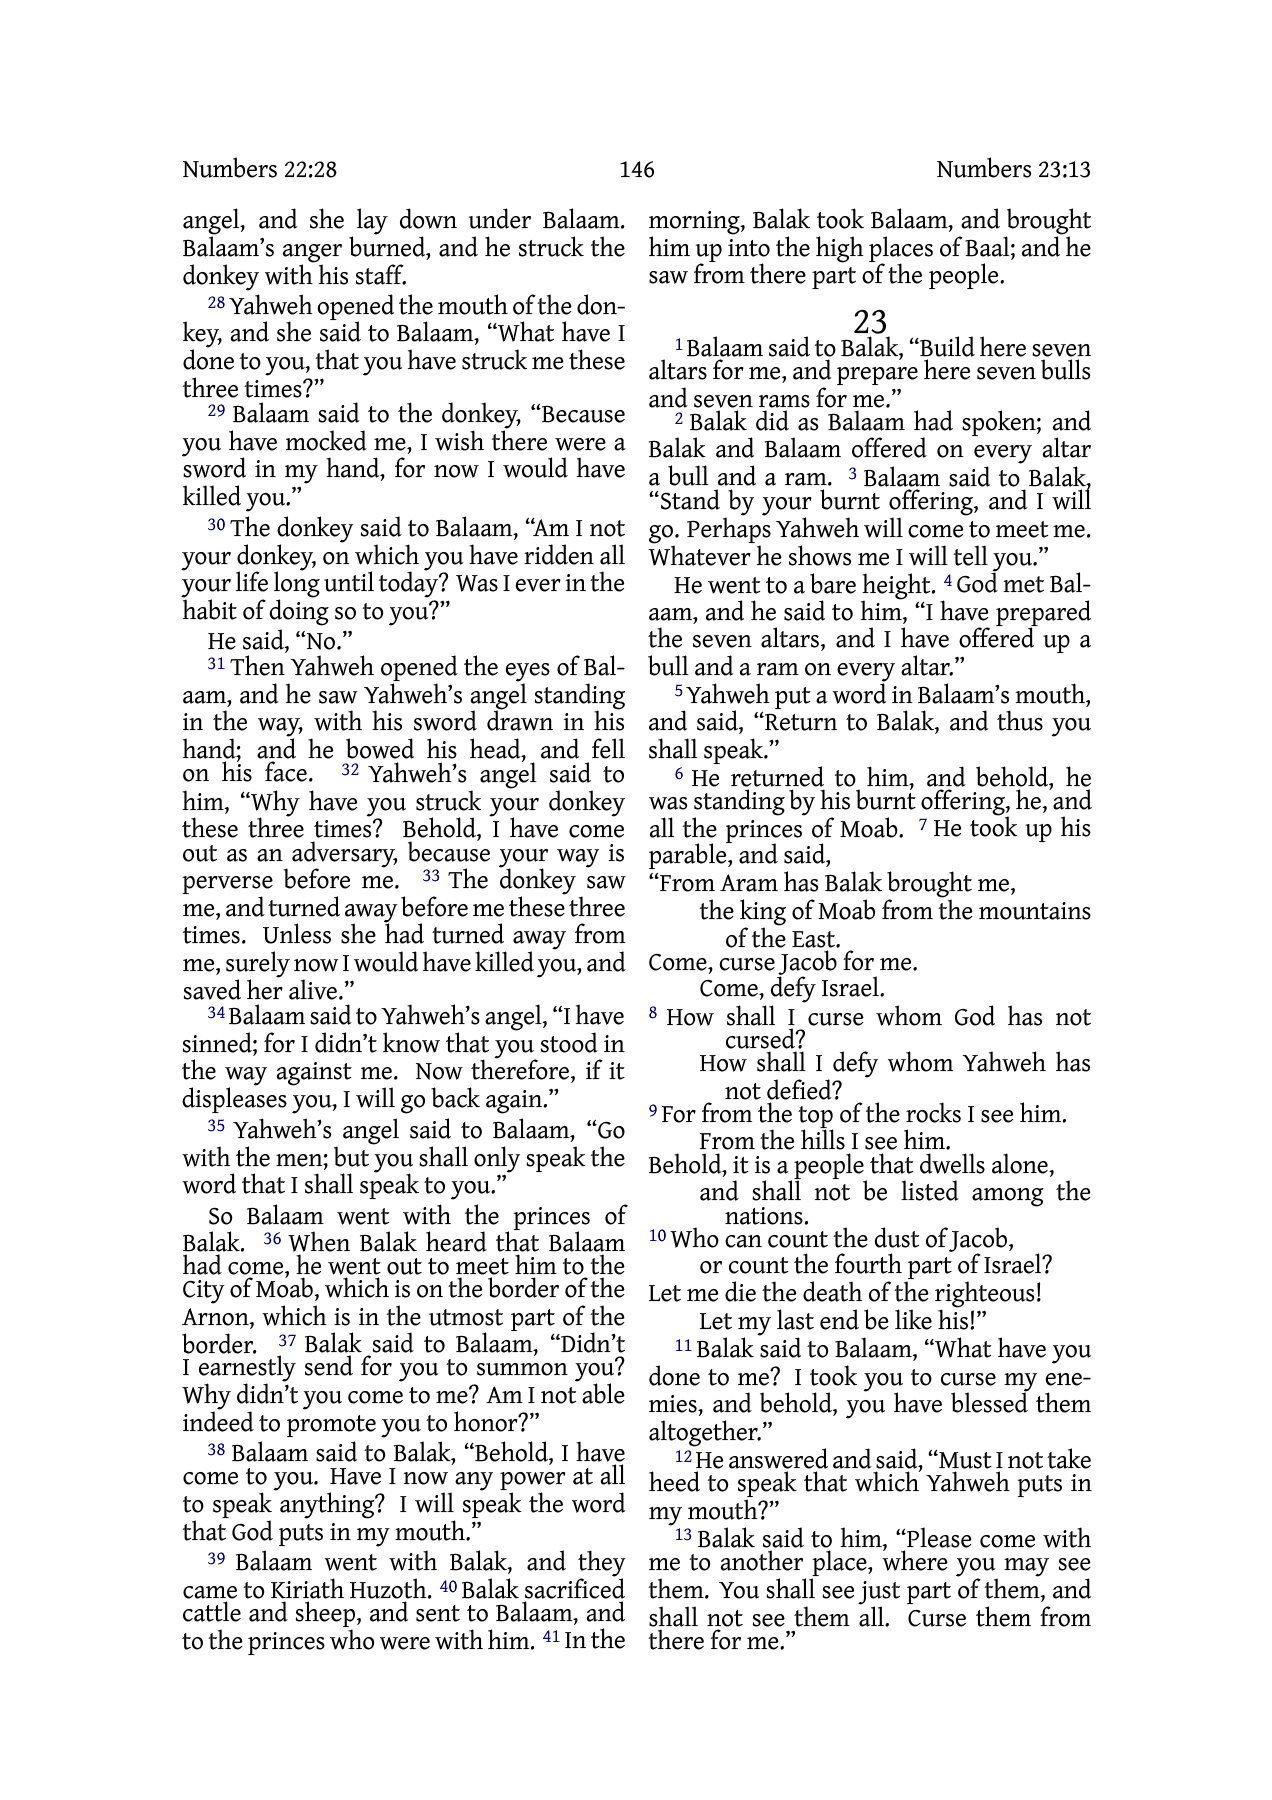 Numbers 22:28 146 Numbers 23:13
angel, and she lay down under Balaam.
Balaam’s anger burned, and he struck the
donkey with his staff.
28 Yahweh opened the mouth of the don-
key, and she said to Balaam, “What have I
done to you, that you have struck me these
three times?”
29 Balaam said to the donkey, “Because
you have mocked me, I wish there were a
sword in my hand, for now I would have
killed you.”
30 The donkey said to Balaam, “Am I not
your donkey, on which you have ridden all
your life long until today? Was I ever in the
habit of doing so to you?”
He said, “No.”
31 Then Yahweh opened the eyes of Bal-
aam, and he saw Yahweh’s angel standing
in the way, with his sword drawn in his
hand; and he bowed his head, and fell
on his face. 32 Yahweh’s angel said to
him, “Why have you struck your donkey
these three times? Behold, I have come
out as an adversary, because your way is
perverse before me. 33 The donkey saw
me, and turned away before me these three
times. Unless she had turned away from
me, surely now I would have killed you, and
saved her alive.”
34 Balaam said to Yahweh’s angel, “I have
sinned; for I didn’t know that you stood in
the way against me. Now therefore, if it
displeases you, I will go back again.”
35 Yahweh’s angel said to Balaam, “Go
with the men; but you shall only speak the
word that I shall speak to you.”
So Balaam went with the princes of
Balak. 36 When Balak heard that Balaam
had come, he went out to meet him to the
City of Moab, which is on the border of the
Arnon, which is in the utmost part of the
border. 37 Balak said to Balaam, “Didn’t
I earnestly send for you to summon you?
Why didn’t you come to me? Am I not able
indeed to promote you to honor?”
38 Balaam said to Balak, “Behold, I have
come to you. Have I now any power at all
to speak anything? I will speak the word
that God puts in my mouth.”
39 Balaam went with Balak, and they
came to Kiriath Huzoth. 40 Balak sacrificed
cattle and sheep, and sent to Balaam, and
to the princes who were with him. 41 In the
morning, Balak took Balaam, and brought
him up into the high places of Baal; and he
saw from there part of the people.
23
1 Balaam said to Balak, “Build here seven
altars for me, and prepare here seven bulls
and seven rams for me.”
2 Balak did as Balaam had spoken; and
Balak and Balaam offered on every altar
a bull and a ram. 3 Balaam said to Balak,
“Stand by your burnt offering, and I will
go. Perhaps Yahweh will come to meet me.
Whatever he shows me I will tell you.”
He went to a bare height. 4 God met Bal-
aam, and he said to him, “I have prepared
the seven altars, and I have offered up a
bull and a ram on every altar.”
5 Yahweh put a word in Balaam’s mouth,
and said, “Return to Balak, and thus you
shall speak.”
6 He returned to him, and behold, he
was standing by his burnt offering, he, and
all the princes of Moab. 7 He took up his
parable, and said,
“From Aram has Balak brought me,
the king of Moab from the mountains
of the East.
Come, curse Jacob for me.
Come, defy Israel.
8 How shall I curse whom God has not
cursed?
How shall I defy whom Yahweh has
not defied?
9 For from the top of the rocks I see him.
From the hills I see him.
Behold, it is a people that dwells alone,
and shall not be listed among the
nations.
10 Who can count the dust of Jacob,
or count the fourth part of Israel?
Let me die the death of the righteous!
Let my last end be like his!”
11 Balak said to Balaam, “What have you
done to me? I took you to curse my ene-
mies, and behold, you have blessed them
altogether.”
12 He answered and said, “Must I not take
heed to speak that which Yahweh puts in
my mouth?”
13 Balak said to him, “Please come with
me to another place, where you may see
them. You shall see just part of them, and
shall not see them all. Curse them from
there for me.”